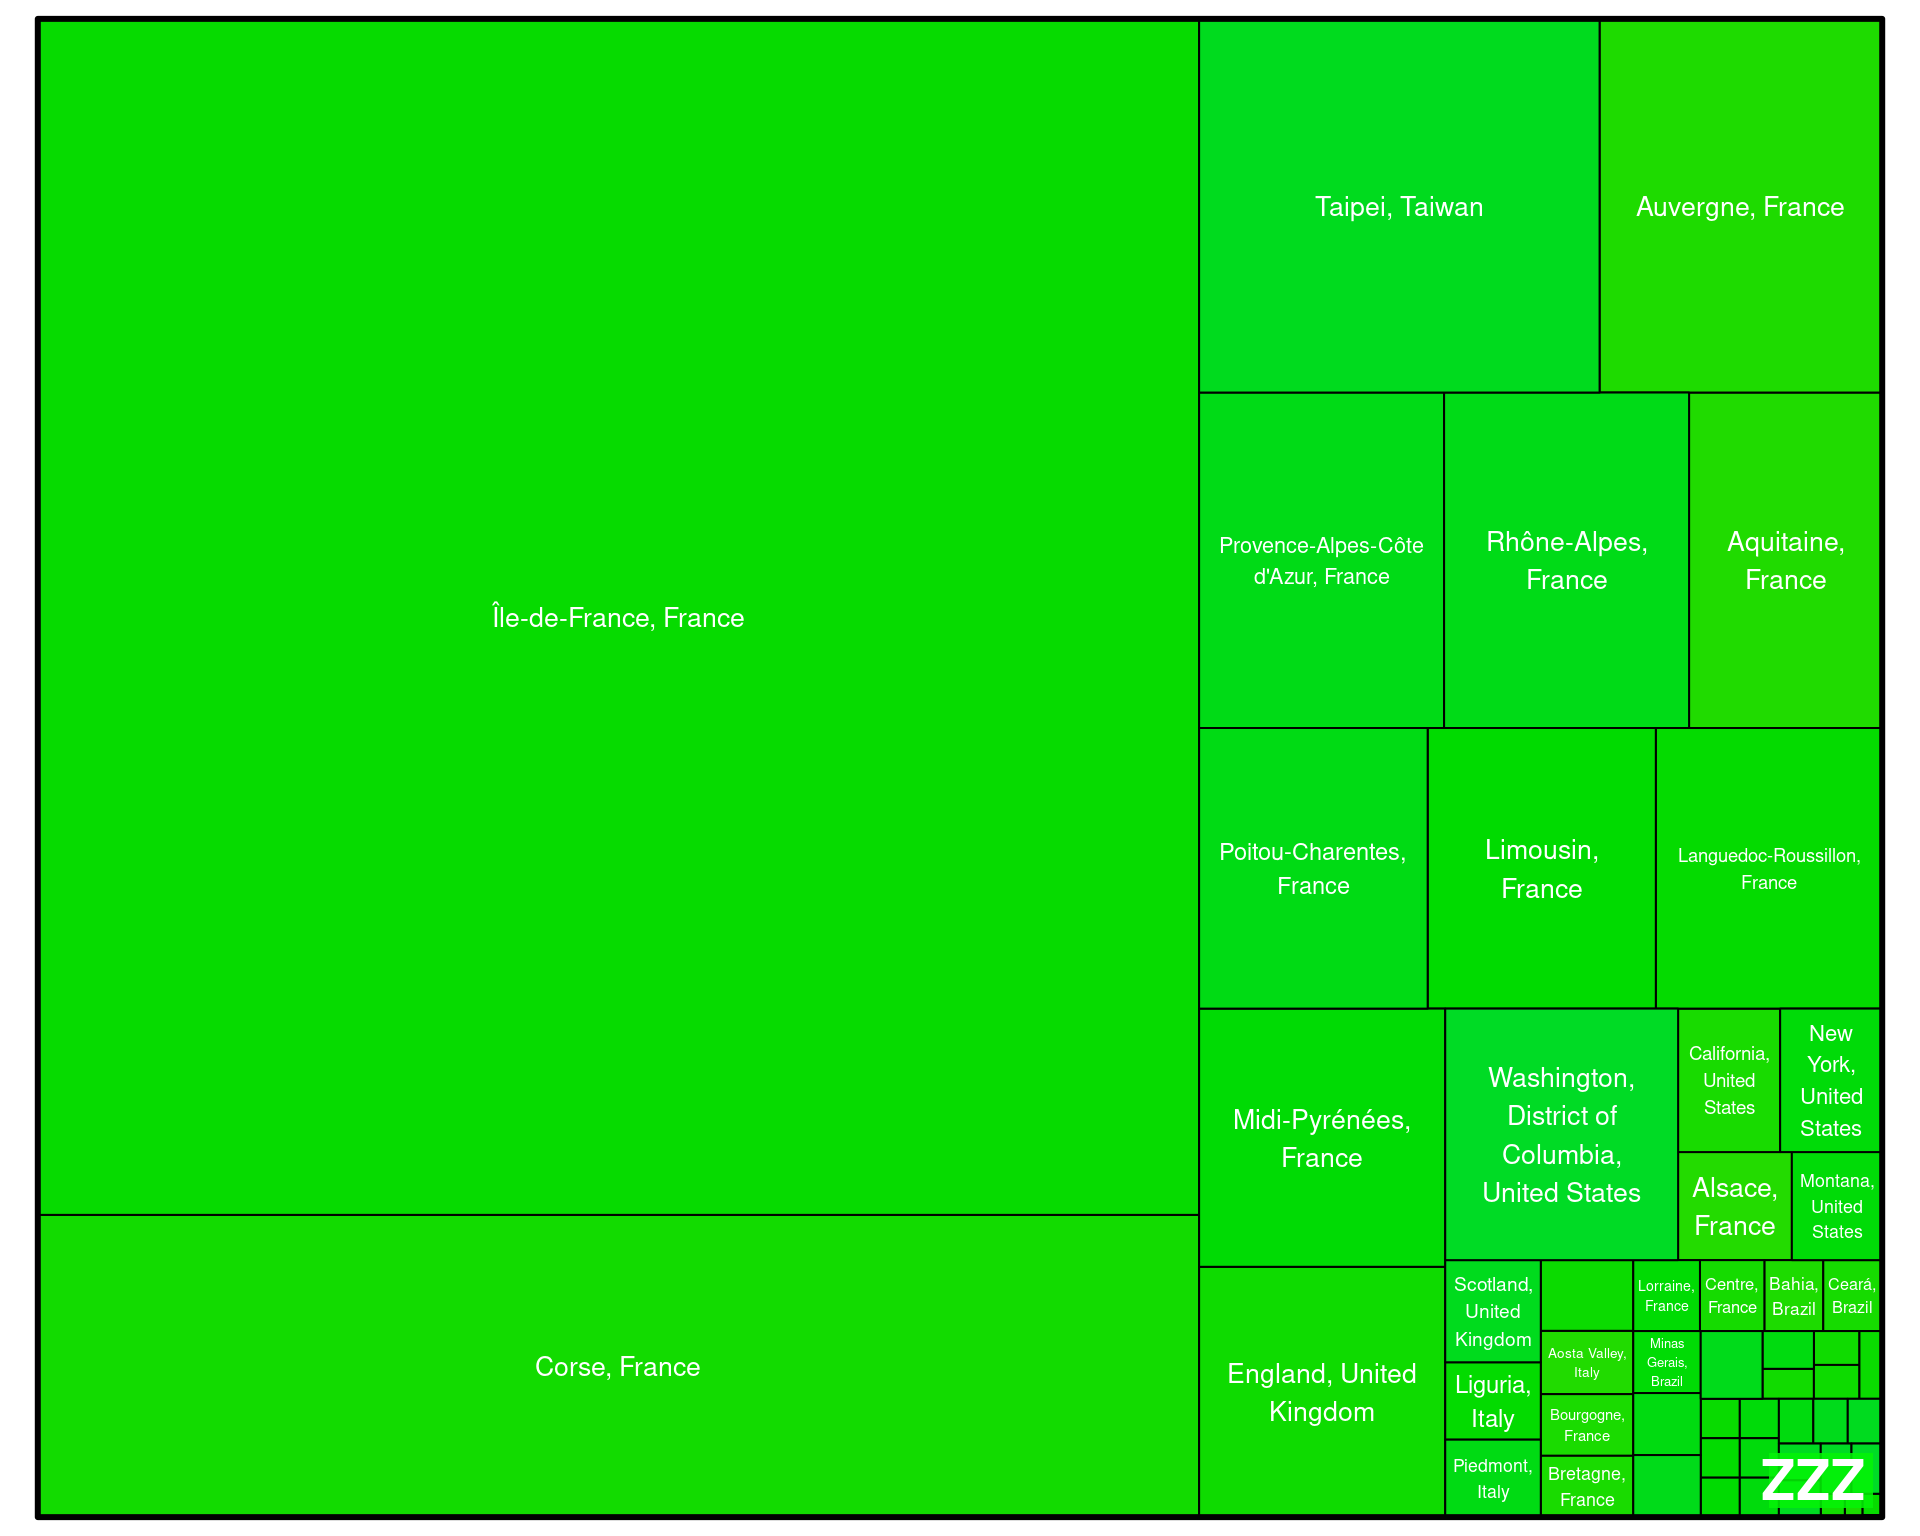 Île-de-France, France
Corse, France
Taipei, Taiwan
Auvergne, France
Provence-Alpes-Côte
d'Azur, France
Rhône-Alpes,
France
Aquitaine,
France
Poitou-Charentes,
France
Limousin,
France
Languedoc-Roussillon,
France
Midi-Pyrénées,
France
England, United
Kingdom
Washington,
District of
Columbia,
United States
California,
United
States
New
York,
United
States
Alsace,
France
Montana,
United
States
Scotland,
United
Kingdom
Liguria,
Italy
Piedmont,
Italy
Aosta Valley,
Italy
Bourgogne,
France
Bretagne,
France
Lorraine,
France
Minas
Gerais,
Brazil
Centre,
France
Bahia,
Brazil
Ceará,
Brazil
ZZZ